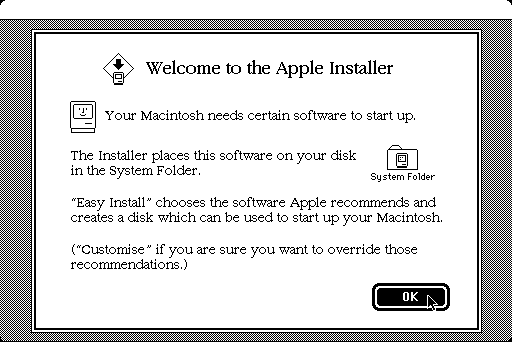 Welcome to the Apple Installer
Your Macintosh needs certain software to start up.
The Installer places this software on your disk
in the System Folder.
System Folder
“Easy Install” chooses the software Apple recommends and
creates a disk which can be used to start up your Macintosh.
(“Customise” if you are sure you want to override those
recommendations.)
OK